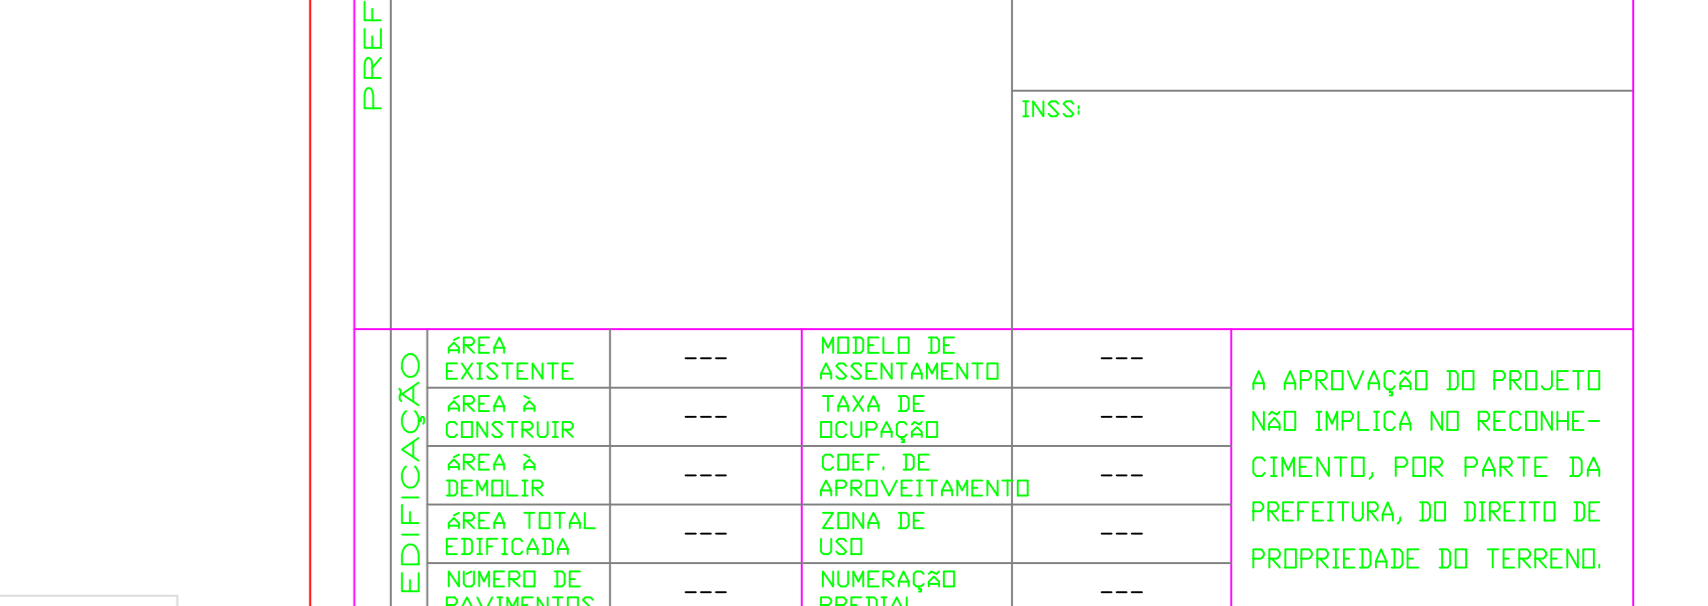 PREF
INSS:
EDIFICAÇÃO
ÁREA
EXISTENTE
---
MODELO DE
ASSENTAMENTO
---
ÁREA À
CONSTRUIR
---
TAXA DE
OCUPAÇÃO
---
ÁREA À
DEMOLIR
---
COEF. DE
APROVEITAMENTO
---
ÁREA TOTAL
EDIFICADA
---
ZONA DE
USO
---
NÚMERO DE
PAVIMENTOS
---
NUMERAÇÃO
PREDIAL
---
A APROVAÇÃO DO PROJETO
NÃO IMPLICA NO RECONHE-
CIMENTO, POR PARTE DA
PREFEITURA, DO DIREITO DE
PROPRIEDADE DO TERRENO.